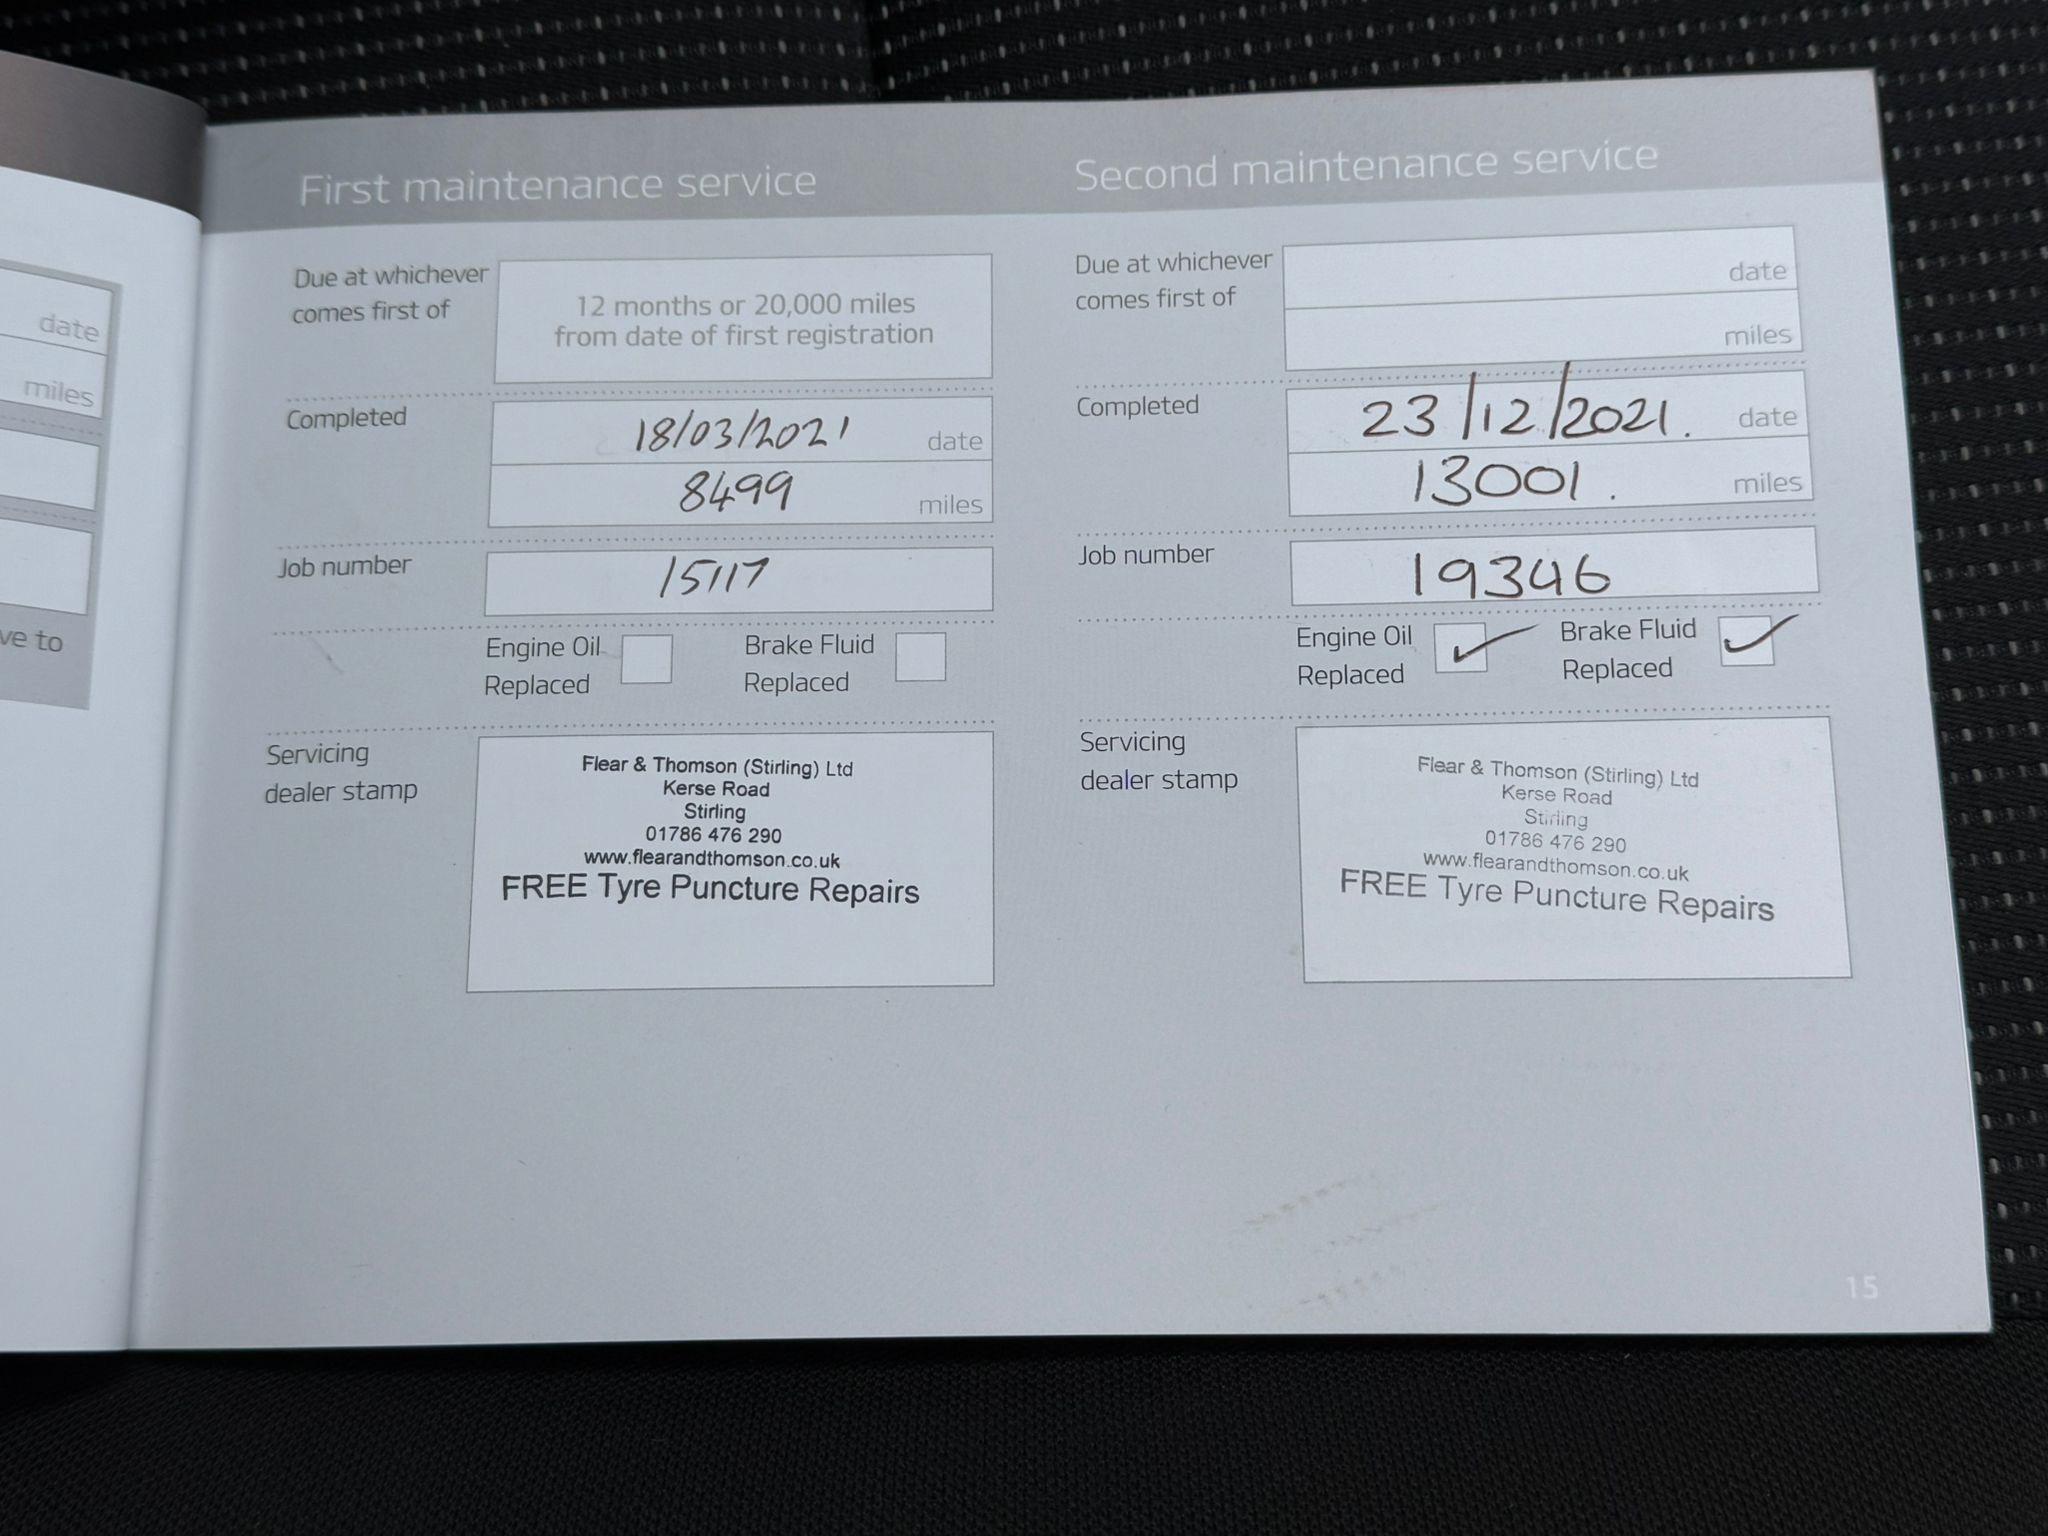 date
miles
ve to
First maintenance service
Due at whichever
comes first of
12 months or 20,000 miles
from date of first registration
Completed
18/03/2021 date
8499 miles
Job number
15117
Engine Oil
Replaced
Brake Fluid
Replaced
Servicing
dealer stamp
Flear & Thomson (Stirling) Ltd
Kerse Road
Stirling
01786 476 290
www.flearandthomson.co.uk
FREE Tyre Puncture Repairs
Second maintenance service
Due at whichever
comes first of
date
miles
Completed
23/12/2021. date
13001. miles
Job number
19346
Engine Oil
Replaced
Brake Fluid
Replaced
Servicing
dealer stamp
Flear & Thomson (Stirling) Ltd
Kerse Road
Stirling
01786 476 290
www.flearandthomson.co.uk
FREE Tyre Puncture Repairs
15